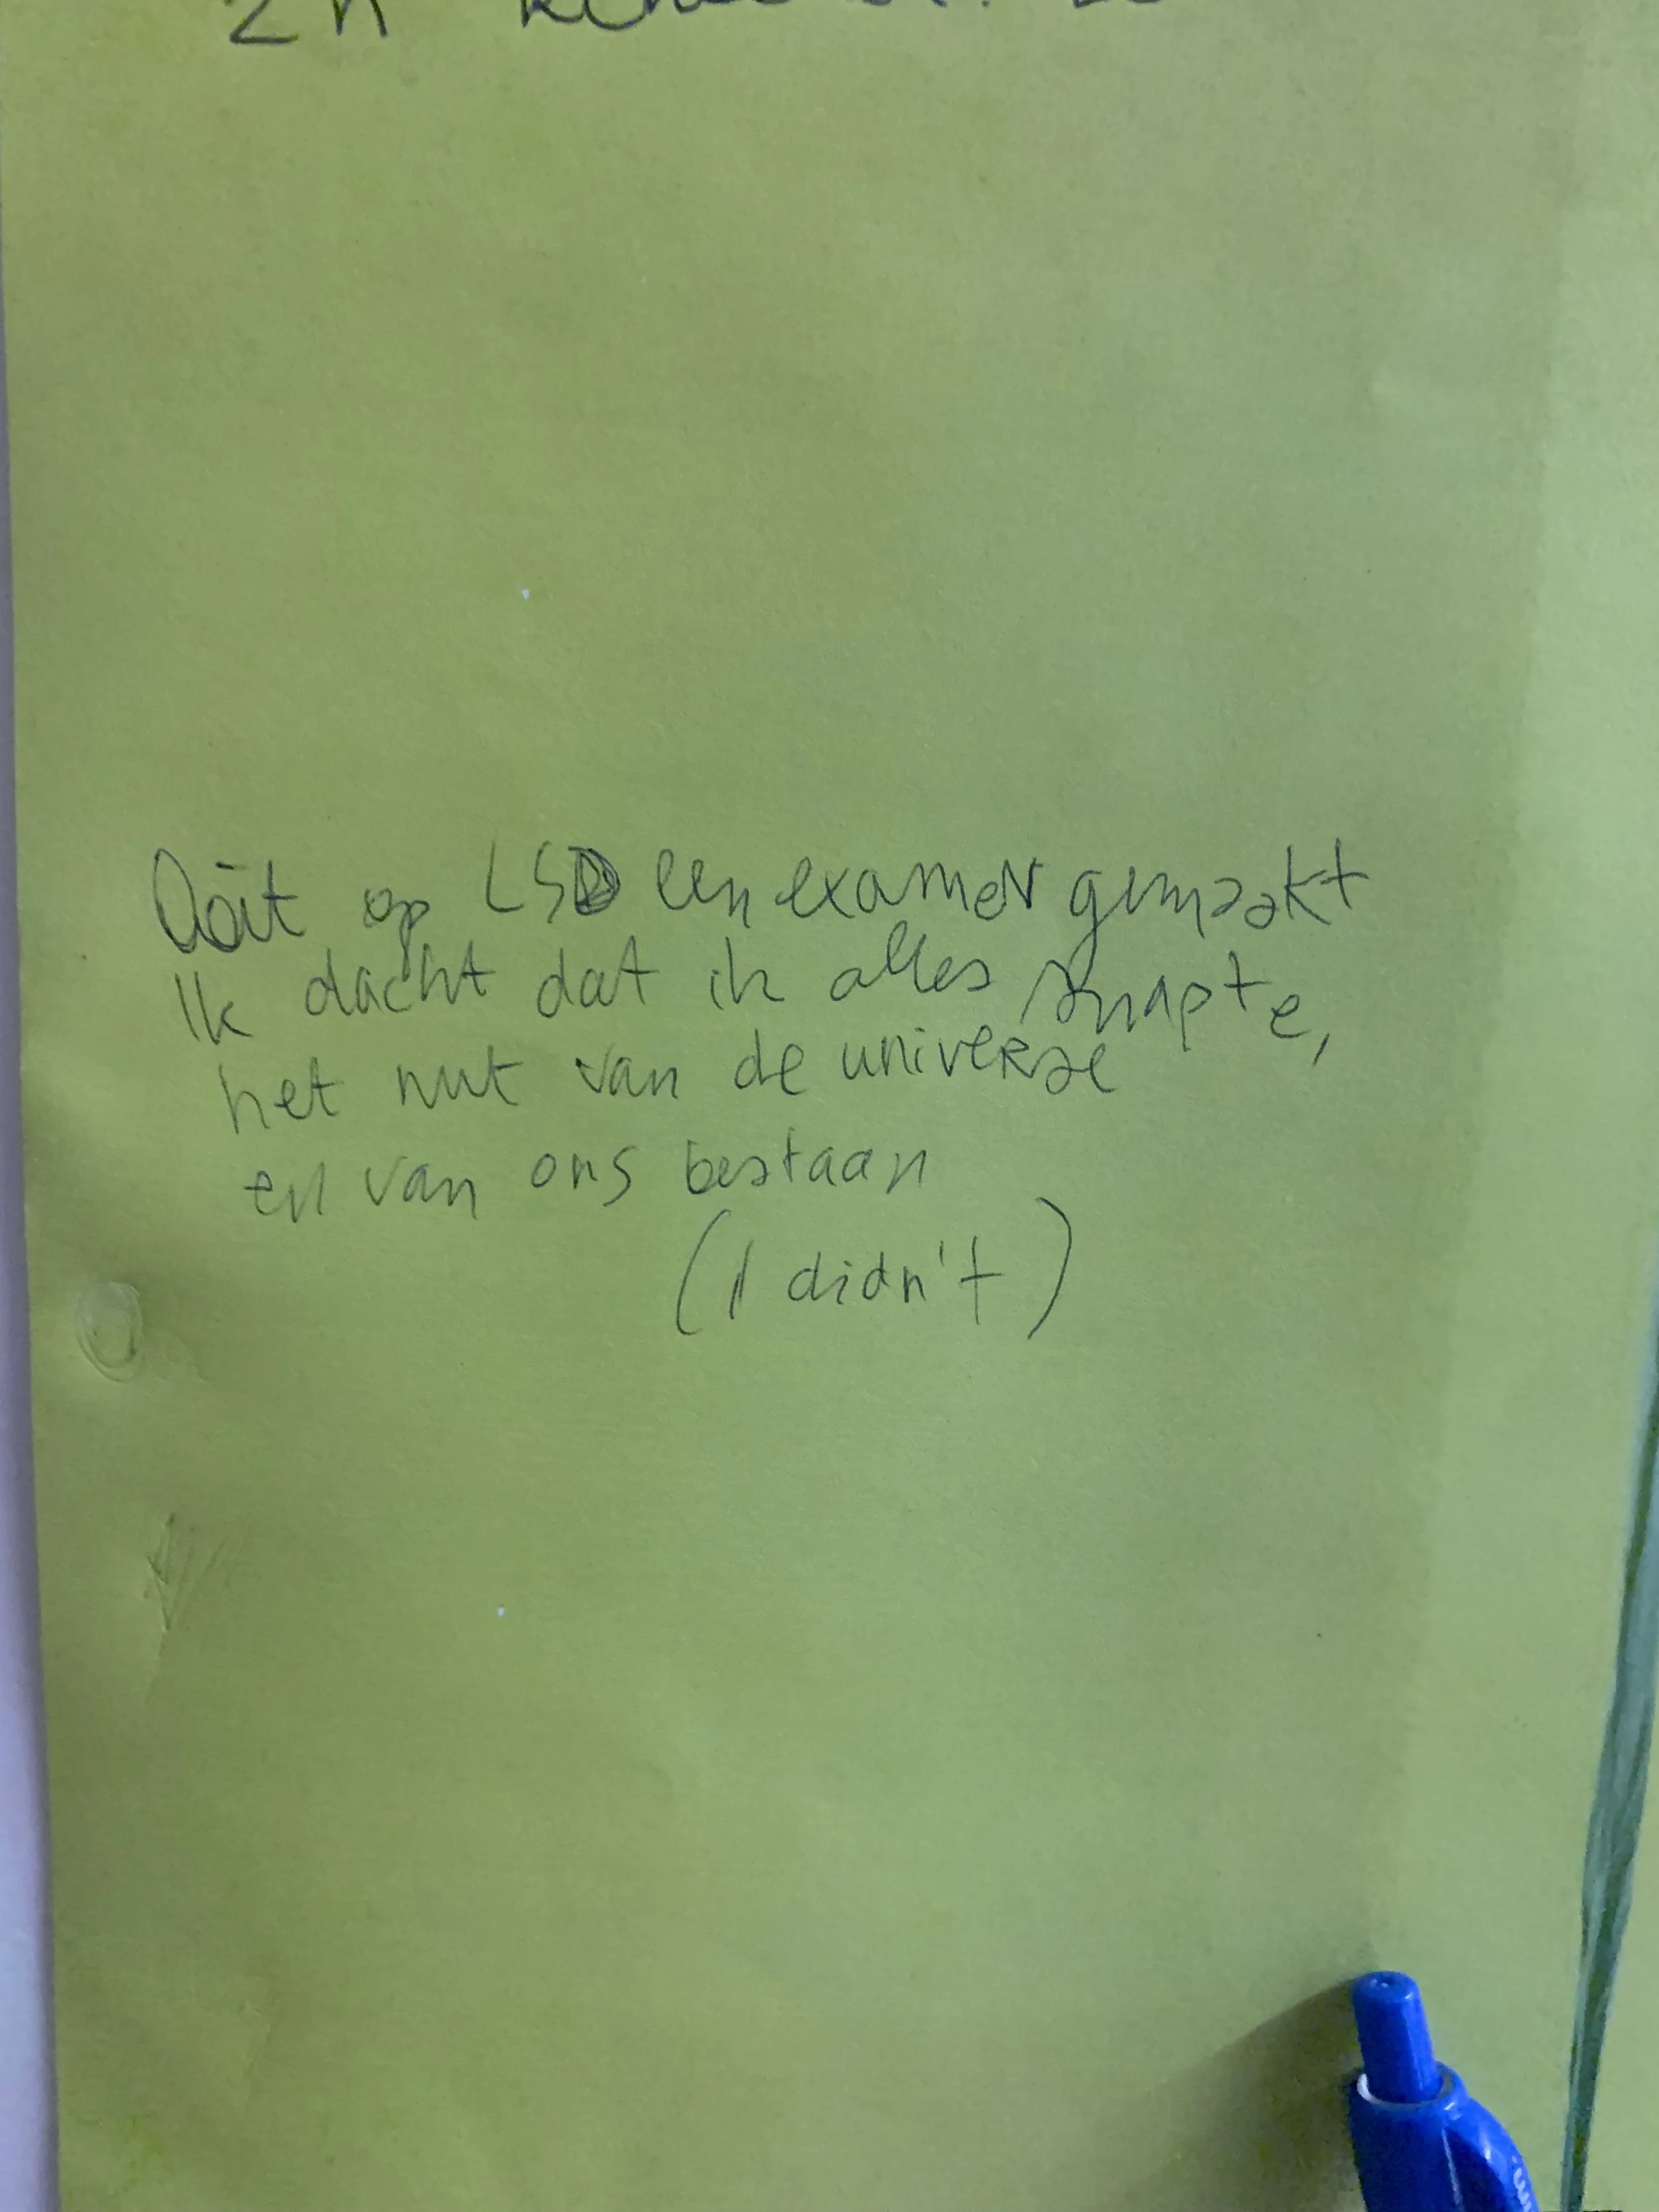 zn
Ooit op LSD een examen gemaakt
Ik dacht dat ik alles snapte,
het nut van de universe
en van ons bestaan
(I didn't)